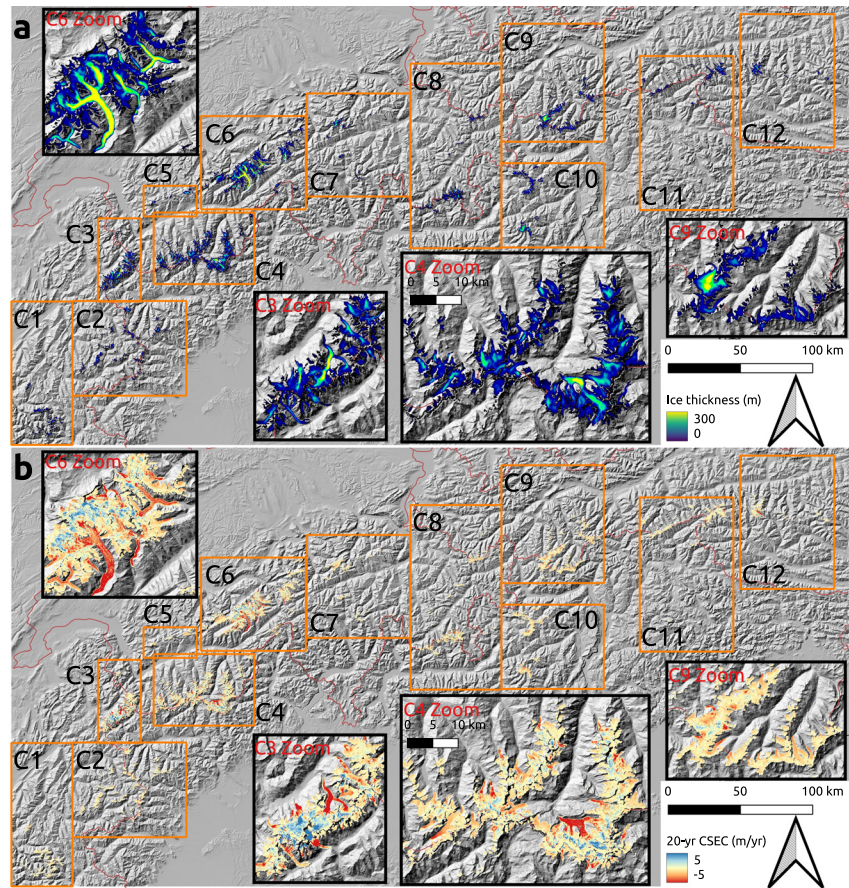 a
C6 Zoom
C9
C8
C12
C6
C7
C5
C10
C11
C3
C4
C9 Zoom
C4 Zoom
0 5 10 km
C3 Zoom
C1
C2
0 50 100 km
Ice thickness (m)
300
0
b
C6 Zoom
C9
C8
C12
C6
C7
C5
C10
C11
C3
C4
C9 Zoom
C4 Zoom
0 5 10 km
C3 Zoom
C1
C2
0 50 100 km
20-yr CSEC (m/yr)
5
-5